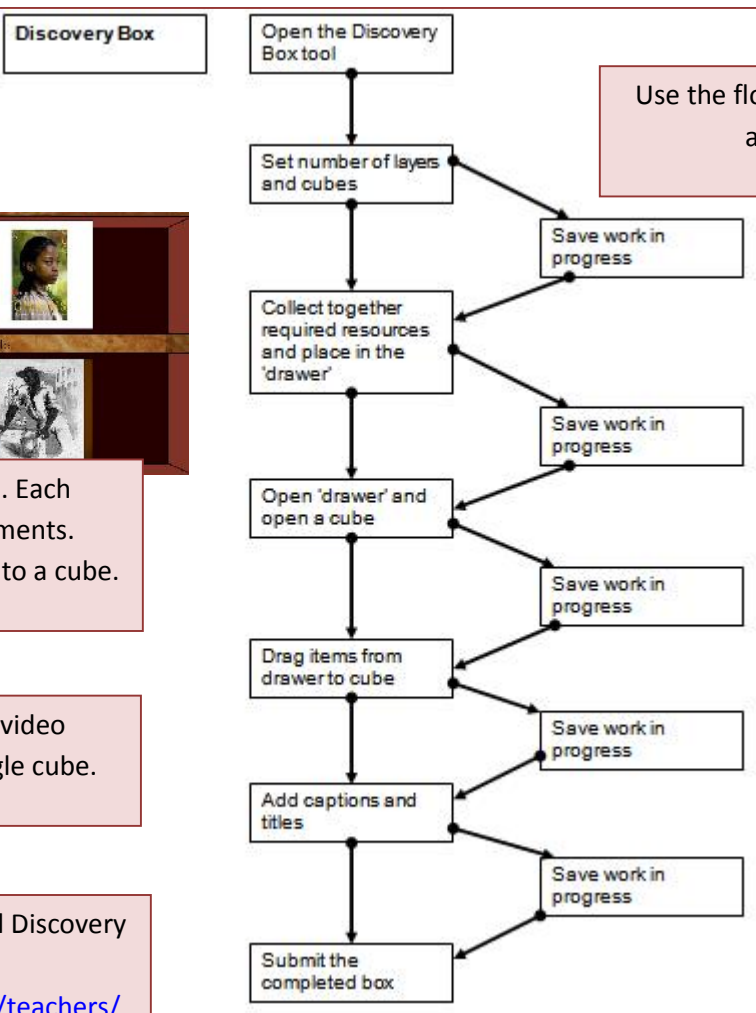 Discovery Box
Open the Discovery
Box tool
Use the flo
a
Set number of layers
and cubes
Save work in
progress
Collect together
required resources
and place in the
'drawer'
Save work in
progress
. Each
ments.
to a cube.
Open 'drawer' and
open a cube
Save work in
progress
Drag items from
drawer to cube
video
gle cube.
Save work in
progress
Add captions and
titles
Save work in
progress
l Discovery
/teachers/
Submit the
completed box